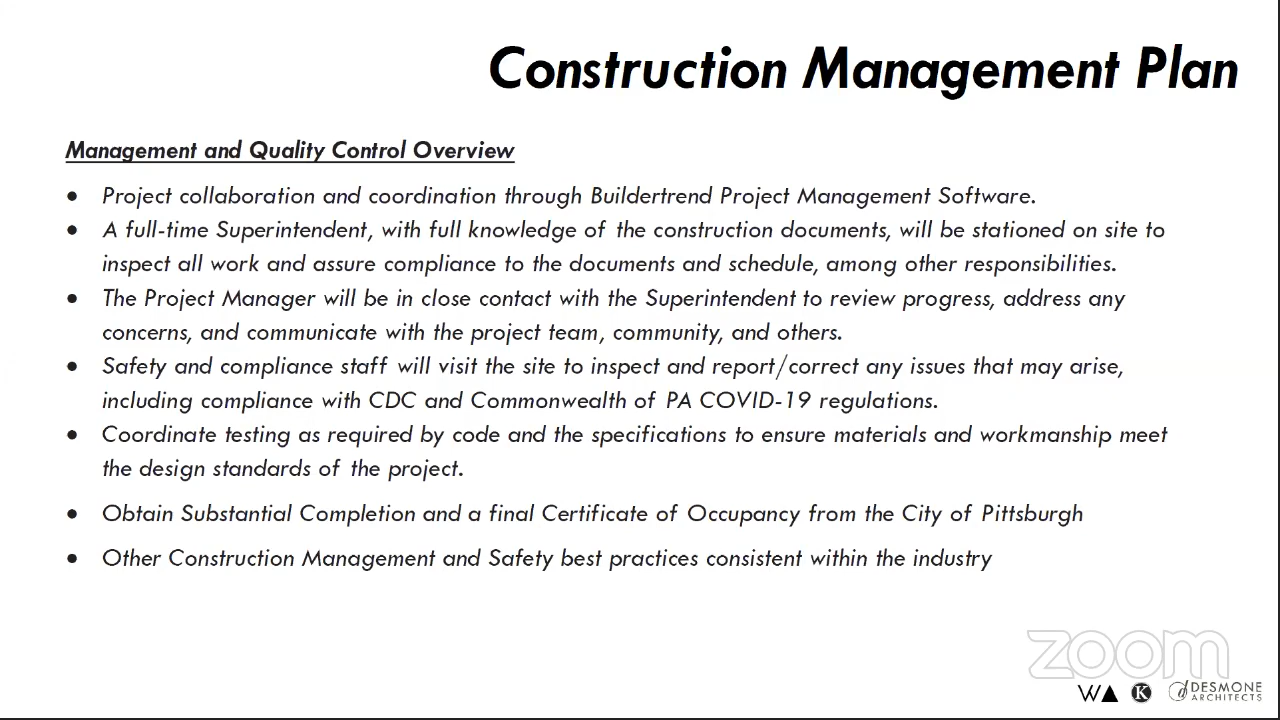 Construction Management Plan
Management and Quality Control Overview
• Project collaboration and coordination through Buildertrend Project Management Software.
• A full-time Superintendent, with full knowledge of the construction documents, will be stationed on site to
inspect all work and assure compliance to the documents and schedule, among other responsibilities.
• The Project Manager will be in close contact with the Superintendent to review progress, address any
concerns, and communicate with the project team, community, and others.
• Safety and compliance staff will visit the site to inspect and report/correct any issues that may arise,
including compliance with CDC and Commonwealth of PA COVID-19 regulations.
• Coordinate testing as required by code and the specifications to ensure materials and workmanship meet
the design standards of the project.
• Obtain Substantial Completion and a final Certificate of Occupancy from the City of Pittsburgh
• Other Construction Management and Safety best practices consistent within the industry
zoom
WA K d DESMONE
ARCHITECTS